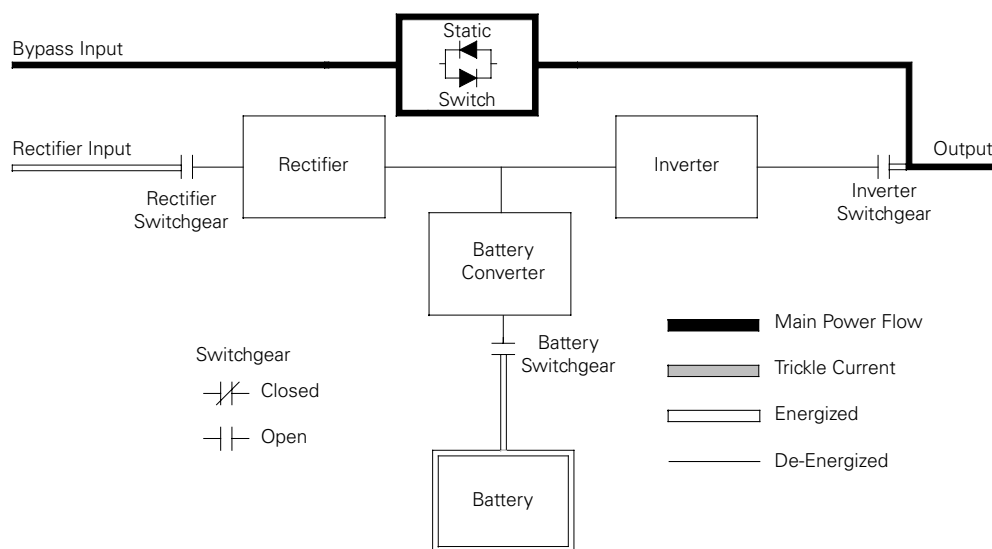 Static
Switch
Bypass Input
Rectifier Input
Rectifier
Inverter
Output
Rectifier
Switchgear
Inverter
Switchgear
Battery
Converter
Battery
Switchgear
Battery
Switchgear
Closed
Open
Main Power Flow
Trickle Current
Energized
De-Energized